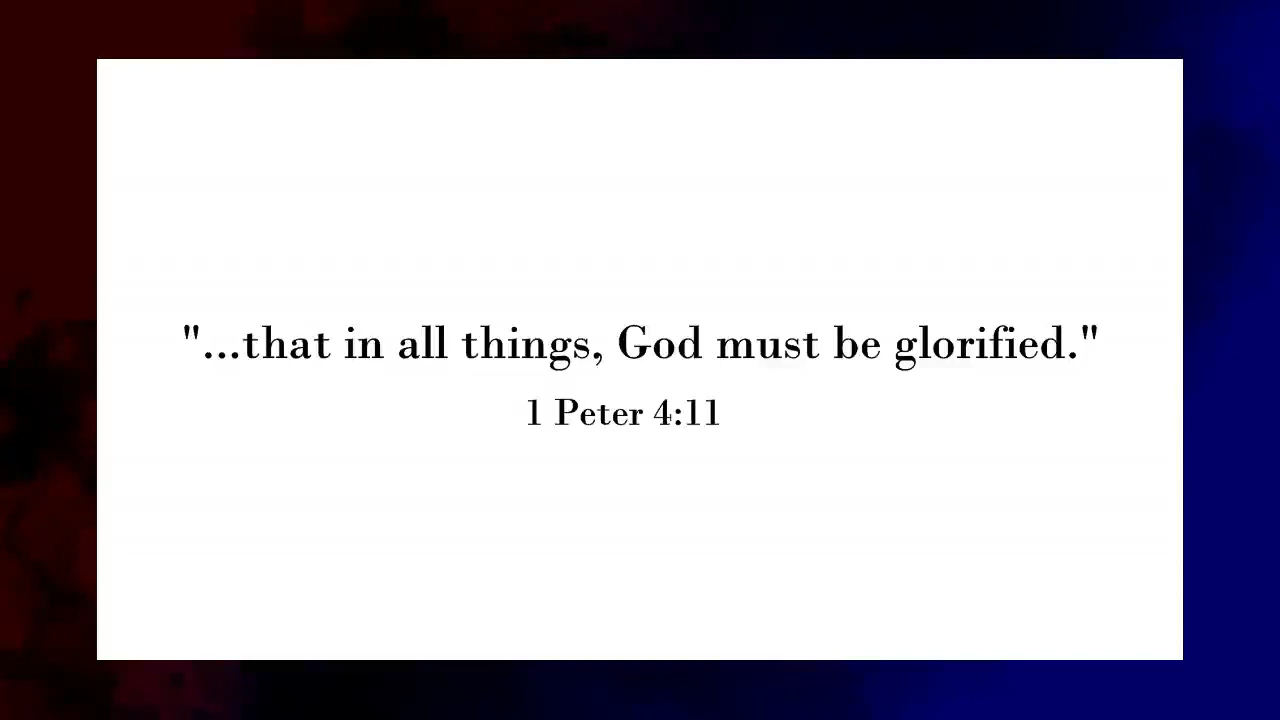 "...that in all things, God must be glorified."
1 Peter 4:11